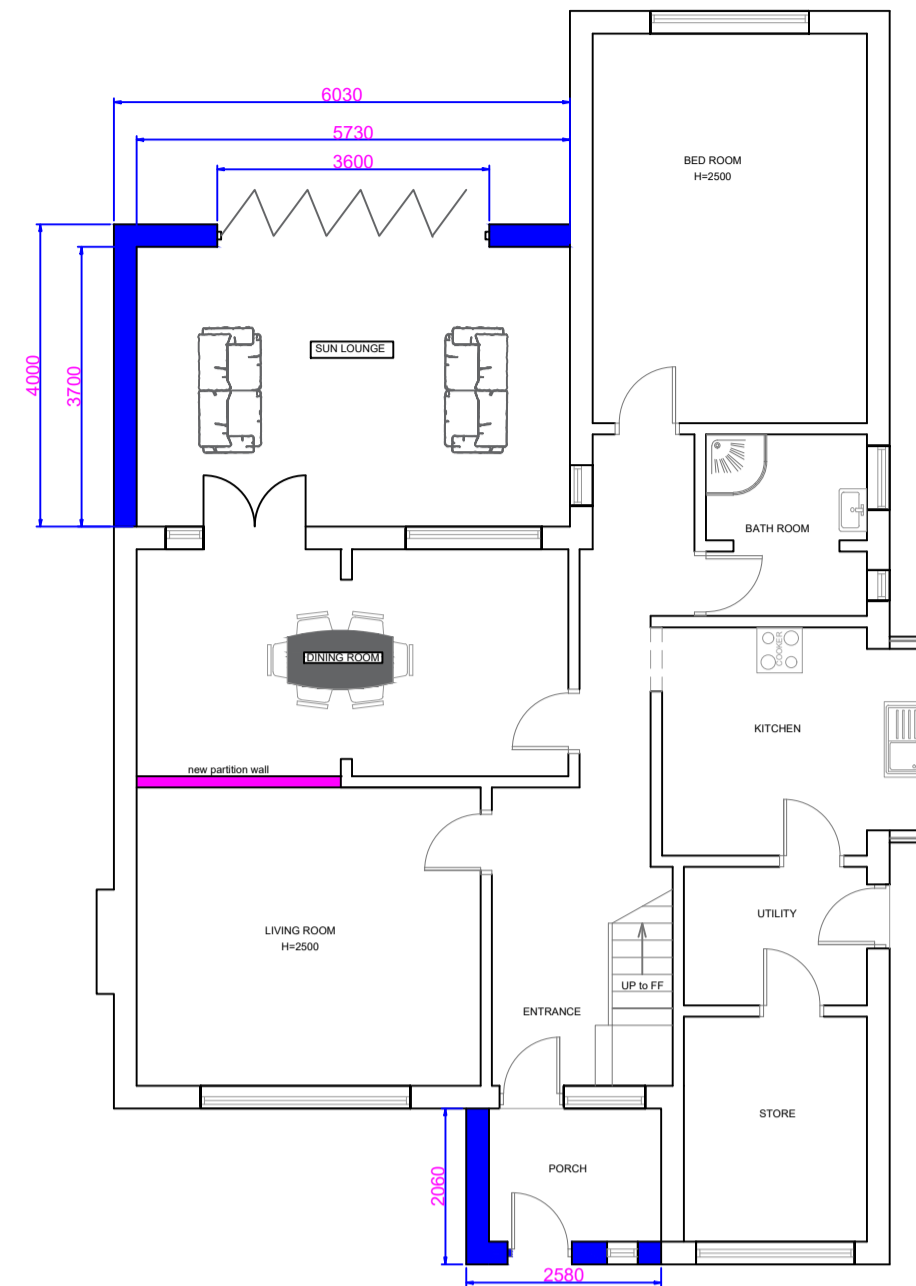 6030
5730
3600
BED ROOM
H=2500
4000
3700
SUN LOUNGE
BATH ROOM
COOKER
DINING ROOM
KITCHEN
new partition wall
LIVING ROOM
H=2500
UTILITY
UP to FF
ENTRANCE
STORE
PORCH
2060
2580